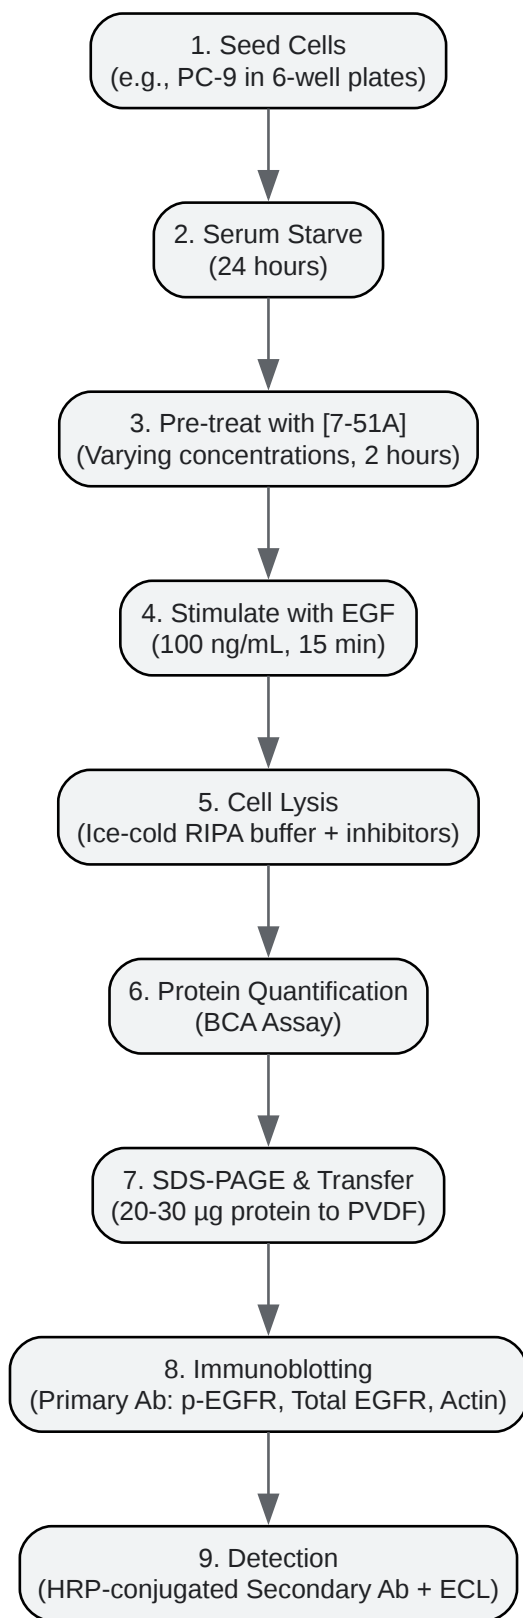 1. Seed Cells
(e.g., PC-9 in 6-well plates)
2. Serum Starve
(24 hours)
3. Pre-treat with [7-51A]
(Varying concentrations, 2 hours)
4. Stimulate with EGF
(100 ng/mL, 15 min)
5. Cell Lysis
(Ice-cold RIPA buffer + inhibitors)
6. Protein Quantification
(BCA Assay)
7. SDS-PAGE & Transfer
(20-30 µg protein to PVDF)
8. Immunoblotting
(Primary Ab: p-EGFR, Total EGFR, Actin)
9. Detection
(HRP-conjugated Secondary Ab + ECL)